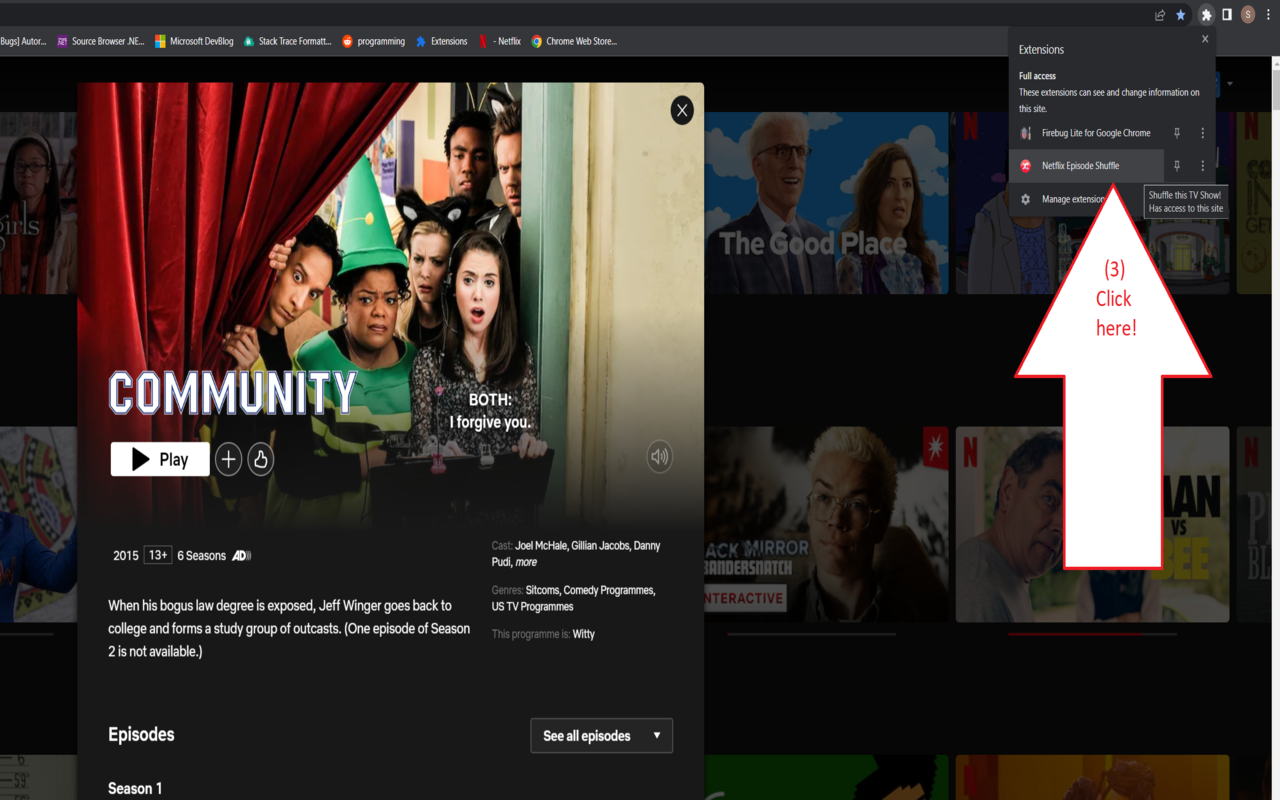 Bugs] Autor...
Source Browser .NE...
Microsoft DevBlog
Stack Trace Formatt...
programming
Extensions
- Netflix
Chrome Web Store...
S
Extensions
Full access
These extensions can see and change information on
this site.
Firebug Lite for Google Chrome
Netflix Episode Shuffle
Manage extension
Shuffle this TV Show!
Has access to this site
(3)
Click
here!
irls
The Good Place
COMMUNITY
BOTH:
I forgive you.
Play
2015 13+ 6 Seasons AD
Cast: Joel McHale, Gillian Jacobs, Danny
Pudi, more
Genres: Sitcoms, Comedy Programmes,
US TV Programmes
This programme is: Witty
When his bogus law degree is exposed, Jeff Winger goes back to
college and forms a study group of outcasts. (One episode of Season
2 is not available.)
ACK MIRROR
BANDERSNATCH
NTERACTIVE
N
MAN
VS
BEE
N
Episodes
See all episodes
Season 1